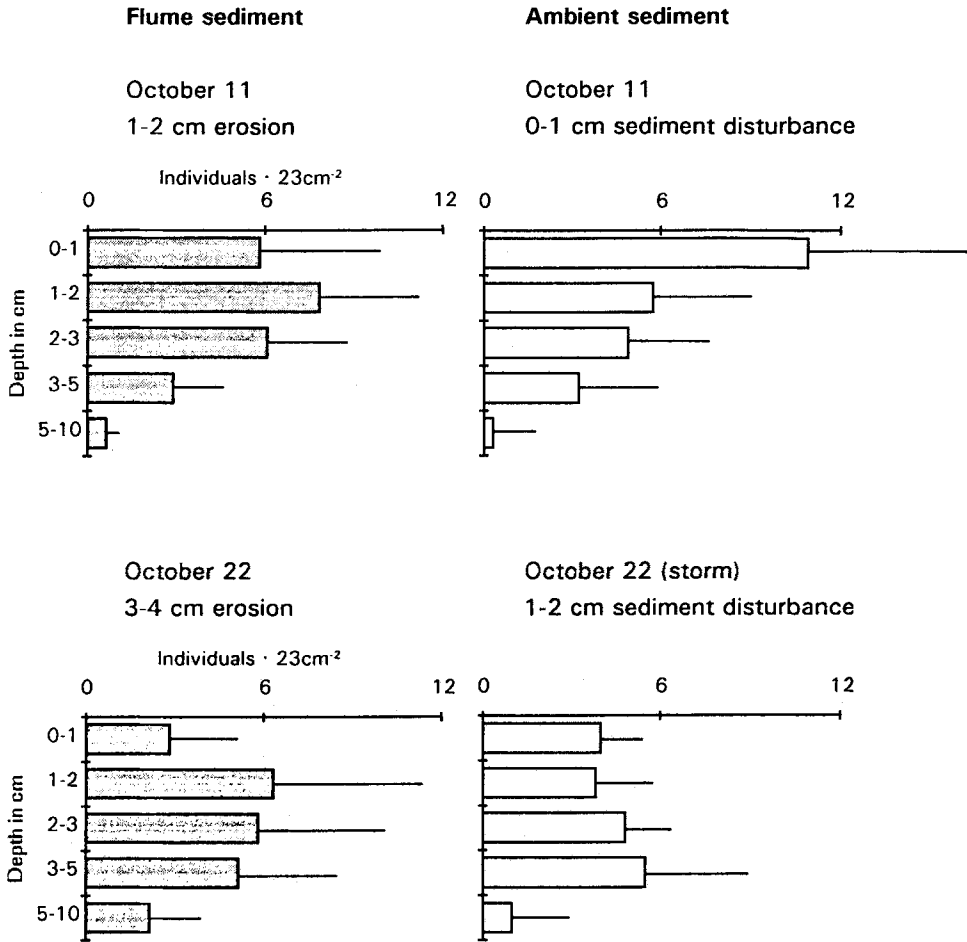 Flume sediment
Ambient sediment
October 11
1-2 cm erosion
October 11
0-1 cm sediment disturbance
Individuals · 23cm⁻²
0 6 12
0 6 12
Depth in cm
0-1
1-2
2-3
3-5
5-10
October 22
3-4 cm erosion
October 22 (storm)
1-2 cm sediment disturbance
Individuals · 23cm⁻²
0 6 12
0 6 12
Depth in cm
0-1
1-2
2-3
3-5
5-10